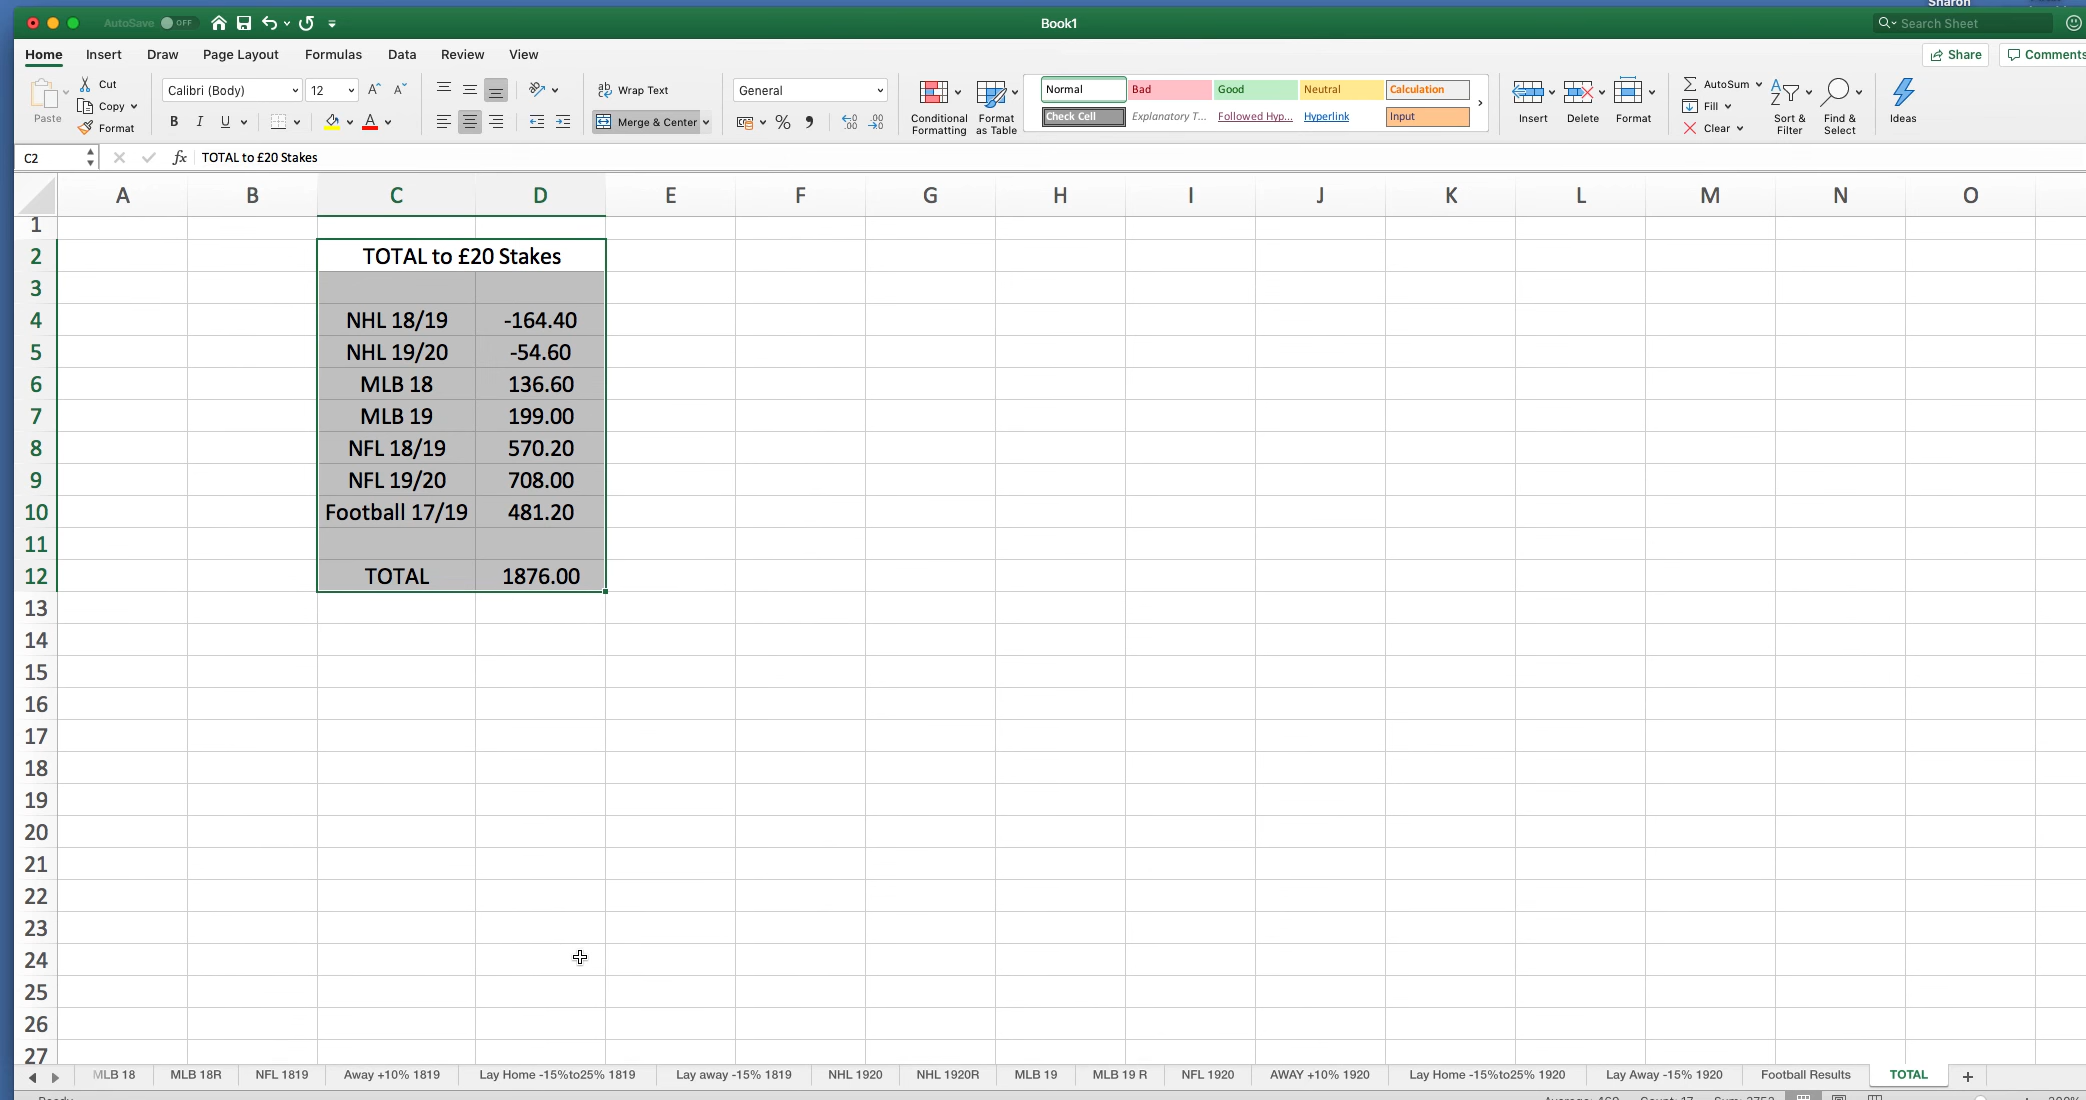 Sharon
AutoSave OFF
Book1
Search Sheet
Home Insert Draw Page Layout Formulas Data Review View
Share Comments
Paste
Cut
Copy
Format
Calibri (Body) 12
B I U
A
Wrap Text
Merge & Center
General
%
Conditional Formatting
Format as Table
Normal Bad Good Neutral Calculation
Check Cell Explanatory T... Followed Hyp... Hyperlink Input
Insert Delete Format
AutoSum
Fill
Clear
Sort & Filter
Find & Select
Ideas
C2 fx TOTAL to £20 Stakes
A B C D E F G H I J K L M N O
1
2 TOTAL to £20 Stakes
3
4 NHL 18/19 -164.40
5 NHL 19/20 -54.60
6 MLB 18 136.60
7 MLB 19 199.00
8 NFL 18/19 570.20
9 NFL 19/20 708.00
10 Football 17/19 481.20
11
12 TOTAL 1876.00
13
14
15
16
17
18
19
20
21
22
23
24
25
26
27
MLB 18 MLB 18R NFL 1819 Away +10% 1819 Lay Home -15%to25% 1819 Lay away -15% 1819 NHL 1920 NHL 1920R MLB 19 MLB 19 R NFL 1920 AWAY +10% 1920 Lay Home -15%to25% 1920 Lay Away -15% 1920 Football Results TOTAL +
Ready Average: 469 Count: 17 Sum: 3752 200%